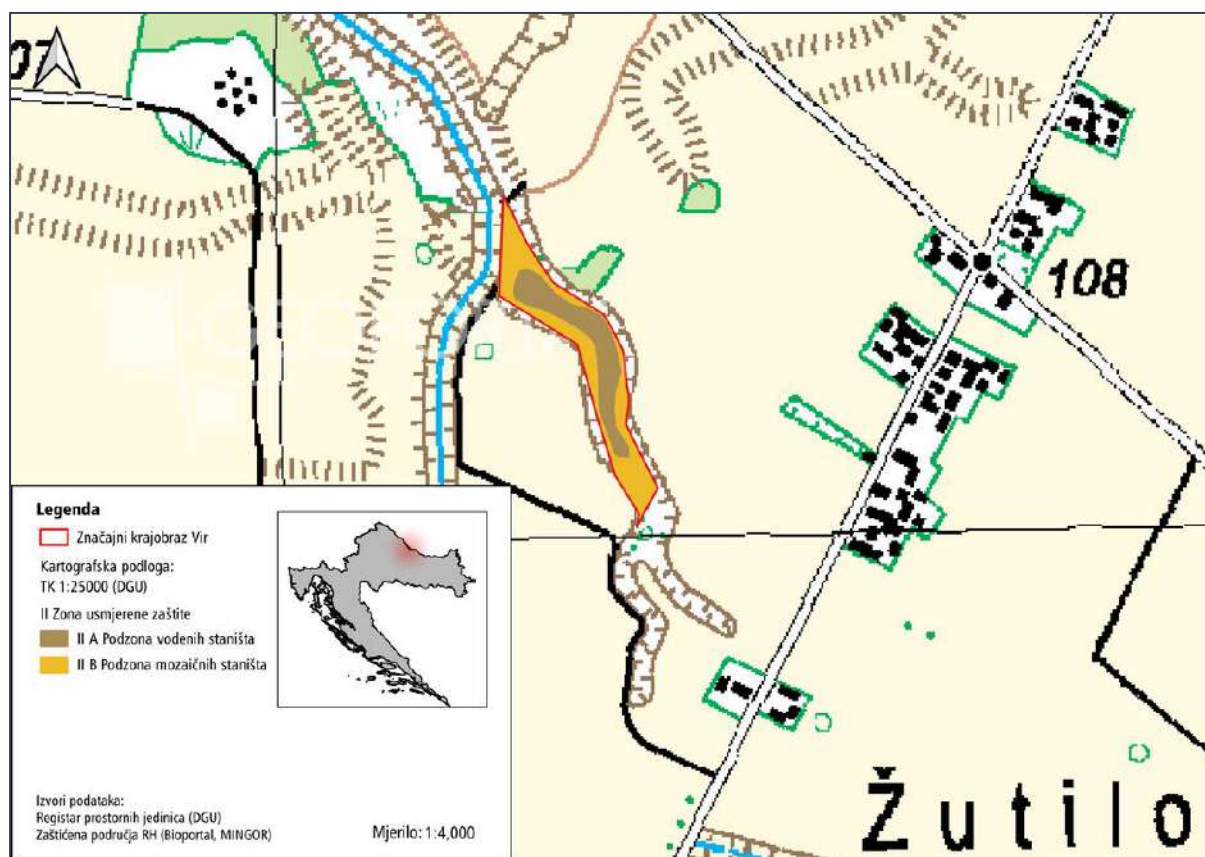 07
108
Legenda
Značajni krajobraz Vir
Kartografska podloga:
TK 1:25000 (DGU)
II Zona usmjerene zaštite
II A Podzona vodenih staništa
II B Podzona mozaičnih staništa
Izvori podataka:
Registar prostornih jedinica (DGU)
Zaštićena područja RH (Bioportal, MINGOR)
Mjerilo: 1:4,000
Žutilo